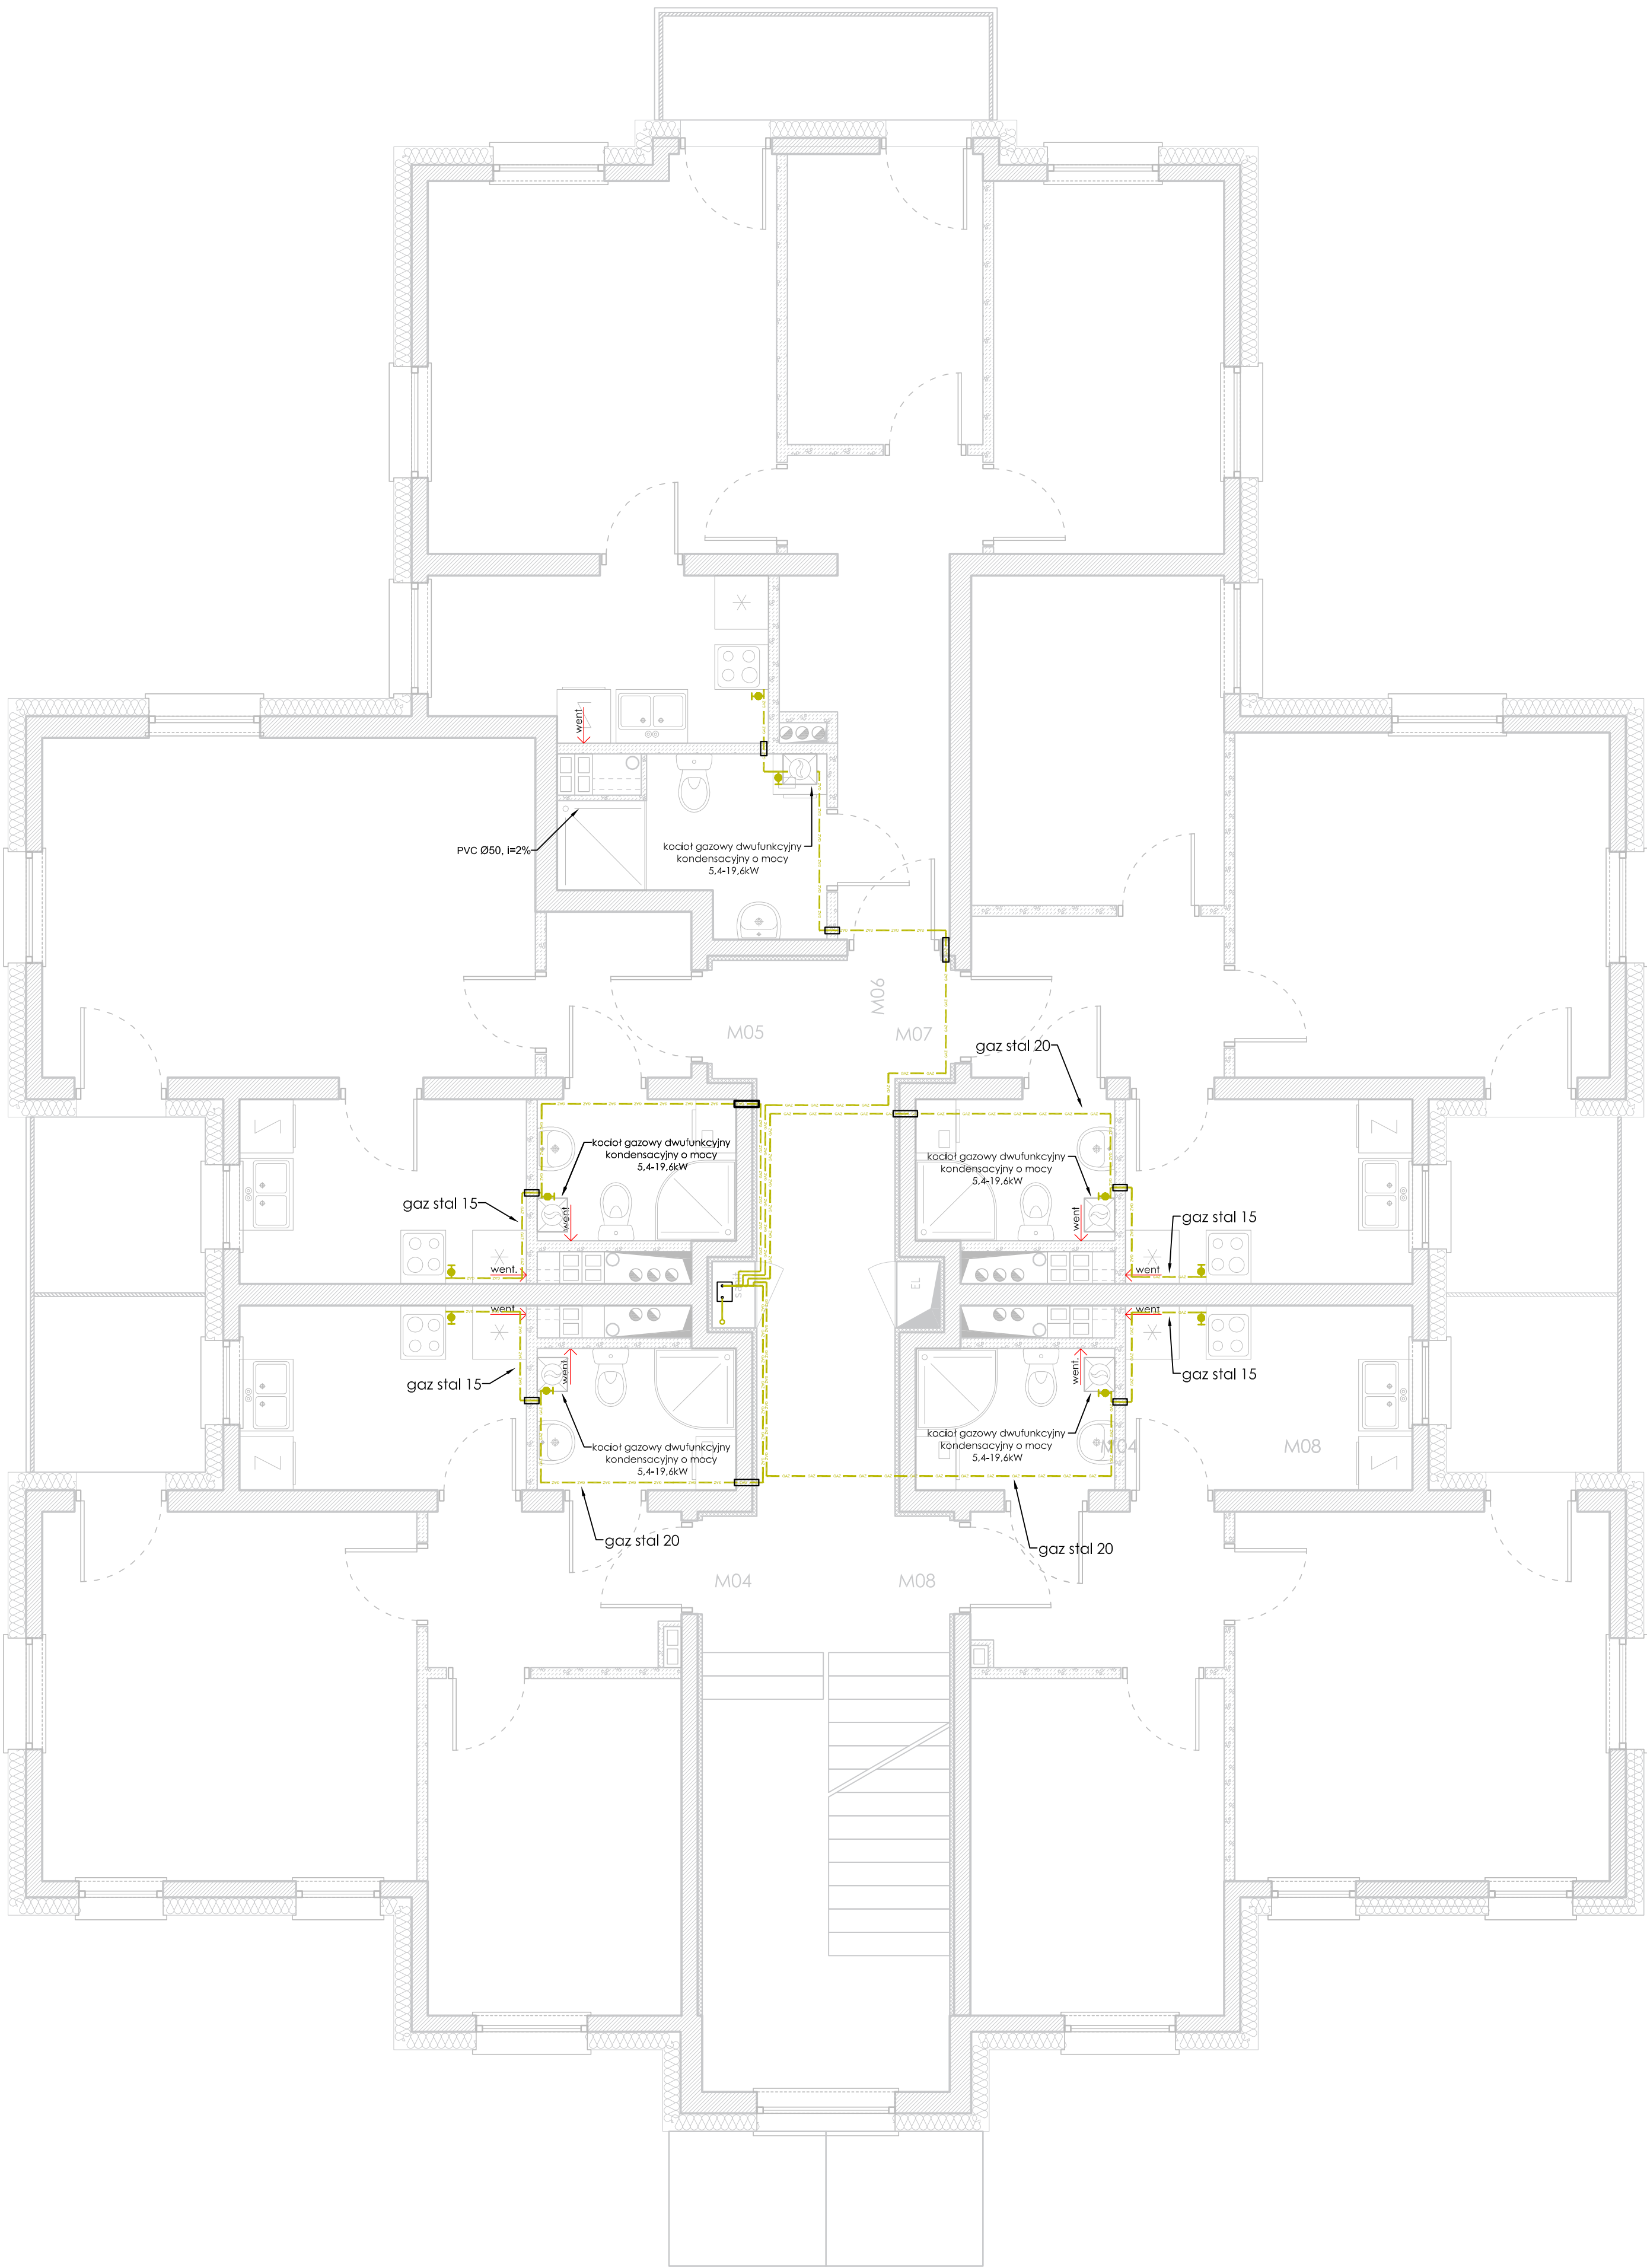 went.
PVC Ø50, i=2%
kocioł gazowy dwufunkcyjny
kondensacyjny o mocy
5,4-19,6kW
M06
M05
M07
gaz stal 20
kocioł gazowy dwufunkcyjny
kondensacyjny o mocy
5,4-19,6kW
kocioł gazowy dwufunkcyjny
kondensacyjny o mocy
5,4-19,6kW
gaz stal 15
went.
went
gaz stal 15
went.
went
EL
went.
went
gaz stal 15
went.
went
gaz stal 15
kocioł gazowy dwufunkcyjny
kondensacyjny o mocy
5,4-19,6kW
kocioł gazowy dwufunkcyjny
kondensacyjny o mocy
5,4-19,6kW
M04
M08
gaz stal 20
gaz stal 20
M04
M08